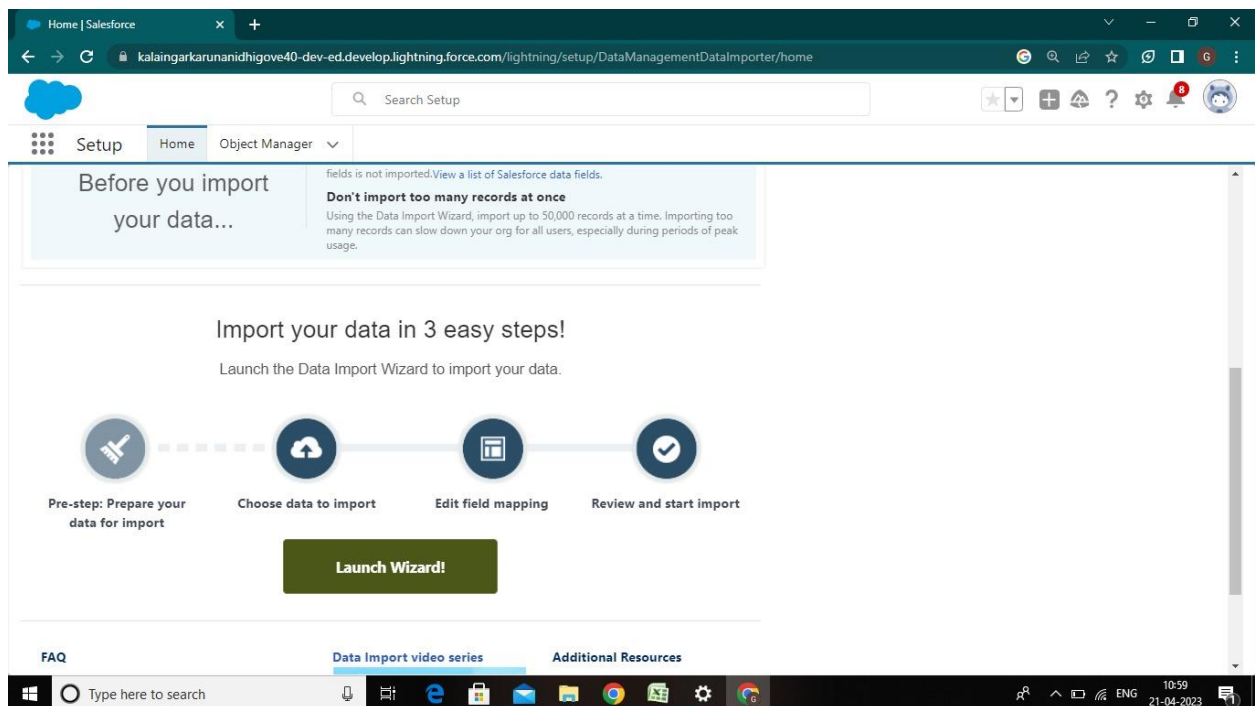 Home | Salesforce
kalaingarkarunanidhigove40-dev-ed.develop.lightning.force.com/lightning/setup/DataManagementDataImporter/home
G
Search Setup
8
Setup
Home
Object Manager
Before you import
your data...
fields is not imported.View a list of Salesforce data fields.
Don't import too many records at once
Using the Data Import Wizard, import up to 50,000 records at a time. Importing too
many records can slow down your org for all users, especially during periods of peak
usage.
Import your data in 3 easy steps!
Launch the Data Import Wizard to import your data.
Pre-step: Prepare your
data for import
Choose data to import
Edit field mapping
Review and start import
Launch Wizard!
FAQ
Data Import video series
Additional Resources
Type here to search
ENG
10:59
21-04-2023
1